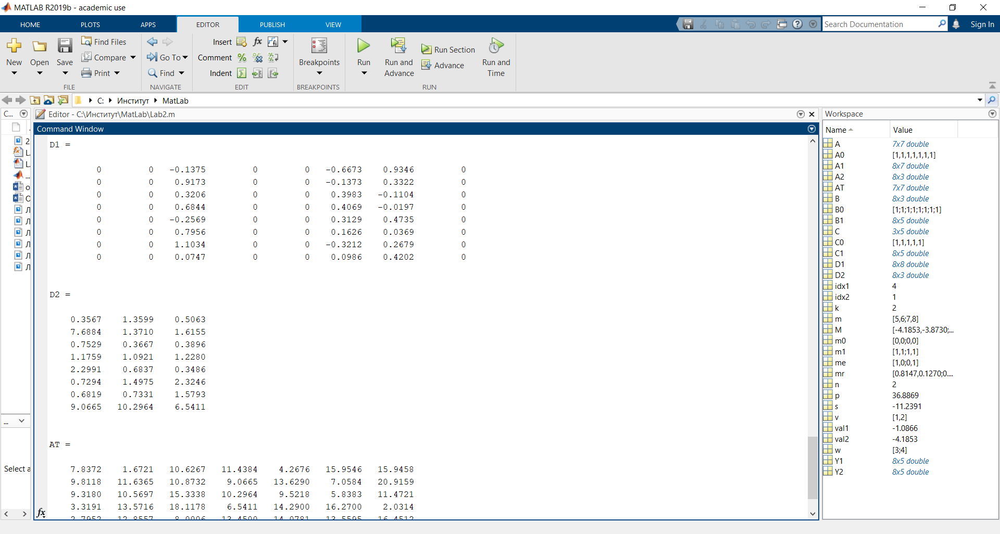 MATLAB R2019b - academic use
HOME PLOTS APPS EDITOR PUBLISH VIEW
Search Documentation
Sign In
New
Open
Save
Find Files
Compare
Print
FILE
Go To
Find
NAVIGATE
Insert
Comment
Indent
EDIT
Breakpoints
BREAKPOINTS
Run
Run and Advance
Run Section
Advance
Run and Time
RUN
C: Институт MatLab
C...
Editor - C:\Институт\MatLab\Lab2.m
Workspace
Command Window
D1 =
0 0 -0.1375 0 0 -0.6673 0.9346 0
0 0 0.9173 0 0 -0.1373 0.3322 0
0 0 0.3206 0 0 0.3983 -0.1104 0
0 0 0.6844 0 0 0.4069 -0.0197 0
0 0 -0.2569 0 0 0.3129 0.4735 0
0 0 0.7956 0 0 0.1626 0.0369 0
0 0 1.1034 0 0 -0.3212 0.2679 0
0 0 0.0747 0 0 0.0986 0.4202 0
D2 =
0.3567 1.3599 0.5063
7.6884 1.3710 1.6155
0.7529 0.3667 0.3896
1.1759 1.0921 1.2280
2.2991 0.6837 0.3486
0.7294 1.4975 2.3246
0.6819 0.7331 1.5793
9.0665 10.2964 6.5411
AT =
7.8372 1.6721 10.6267 11.4384 4.2676 15.9546 15.9458
9.8118 11.6365 10.8732 9.0665 13.6290 7.0584 20.9159
9.3180 10.5697 15.3338 10.2964 9.5218 5.8383 11.4721
3.3191 13.5716 18.1178 6.5411 14.2900 16.2700 2.0314
2.7952 12.8557 8.0006 13.4500 14.0781 13.5595 16.4512
fx
Select a
Name Value
A 7x7 double
A0 [1,1,1,1,1,1,1]
A1 8x7 double
A2 8x3 double
AT 7x7 double
B 8x3 double
B0 [1;1;1;1;1;1;1;1]
B1 8x5 double
C 3x5 double
C0 [1,1,1,1,1]
C1 8x5 double
D1 8x8 double
D2 8x3 double
idx1 4
idx2 1
k 2
m [5,6;7,8]
M [-4.1853,-3.8730;...
m0 [0,0;0,0]
m1 [1,1;1,1]
me [1,0;0,1]
mr [0.8147,0.1270;0....
n 2
p 36.8869
s -11.2391
v [1,2]
val1 -1.0866
val2 -4.1853
w [3;4]
Y1 8x5 double
Y2 8x5 double